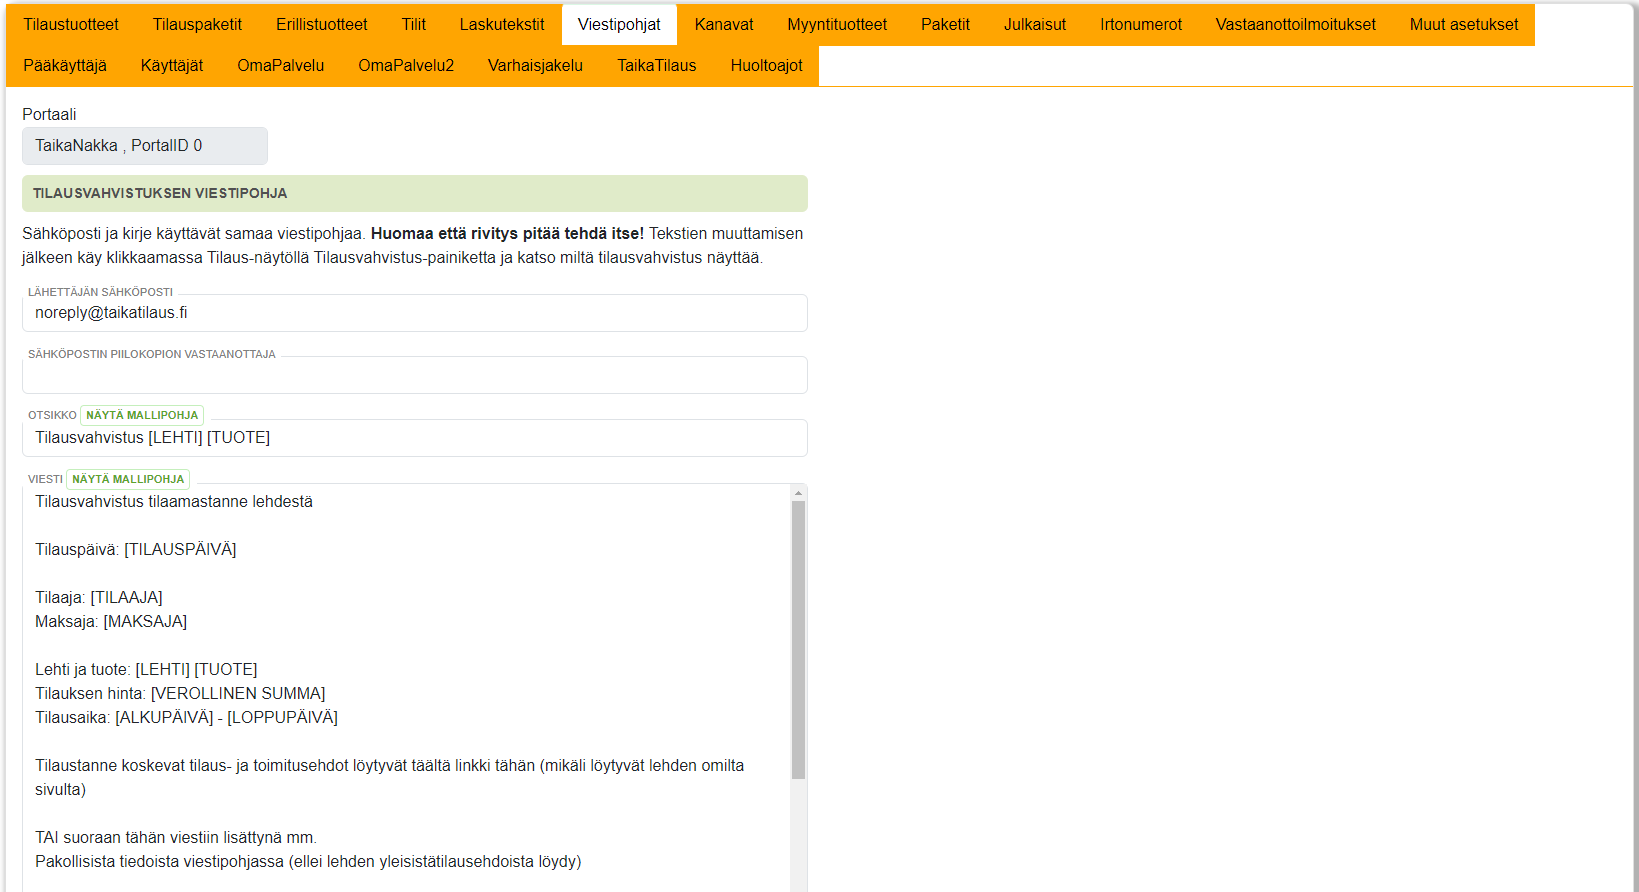 Tilaustuotteet Tilauspaketit Erillistuotteet Tilit Laskutekstit Viestipohjat Kanavat Myyntituotteet Paketit Julkaisut Irtonumerot Vastaanottoilmoitukset Muut asetukset
Pääkäyttäjä Käyttäjät OmaPalvelu OmaPalvelu2 Varhaisjakelu TaikaTilaus Huoltoajot
Portaali
TaikaNakka , PortalID 0
TILAUSVAHVISTUKSEN VIESTIPOHJA
Sähköposti ja kirje käyttävät samaa viestipohjaa. Huomaa että rivitys pitää tehdä itse! Tekstien muuttamisen
jälkeen käy klikkaamassa Tilaus-näytöllä Tilausvahvistus-painiketta ja katso miltä tilausvahvistus näyttää.
LÄHETTÄJÄN SÄHKÖPOSTI
noreply@taikatilaus.fi
SÄHKÖPOSTIN PIILOKOPION VASTAANOTTAJA
OTSIKKO NÄYTÄ MALLIPOHJA
Tilausvahvistus [LEHTI] [TUOTE]
VIESTI NÄYTÄ MALLIPOHJA
Tilausvahvistus tilaamastanne lehdestä
Tilauspäivä: [TILAUSPÄIVÄ]
Tilaaja: [TILAAJA]
Maksaja: [MAKSAJA]
Lehti ja tuote: [LEHTI] [TUOTE]
Tilauksen hinta: [VEROLLINEN SUMMA]
Tilausaika: [ALKUPÄIVÄ] - [LOPPUPÄIVÄ]
Tilaustanne koskevat tilaus- ja toimitusehdot löytyvät täältä linkki tähän (mikäli löytyvät lehden omilta
sivulta)
TAI suoraan tähän viestiin lisättynä mm.
Pakollisista tiedoista viestipohjassa (ellei lehden yleisistätilausehdoista löydy)